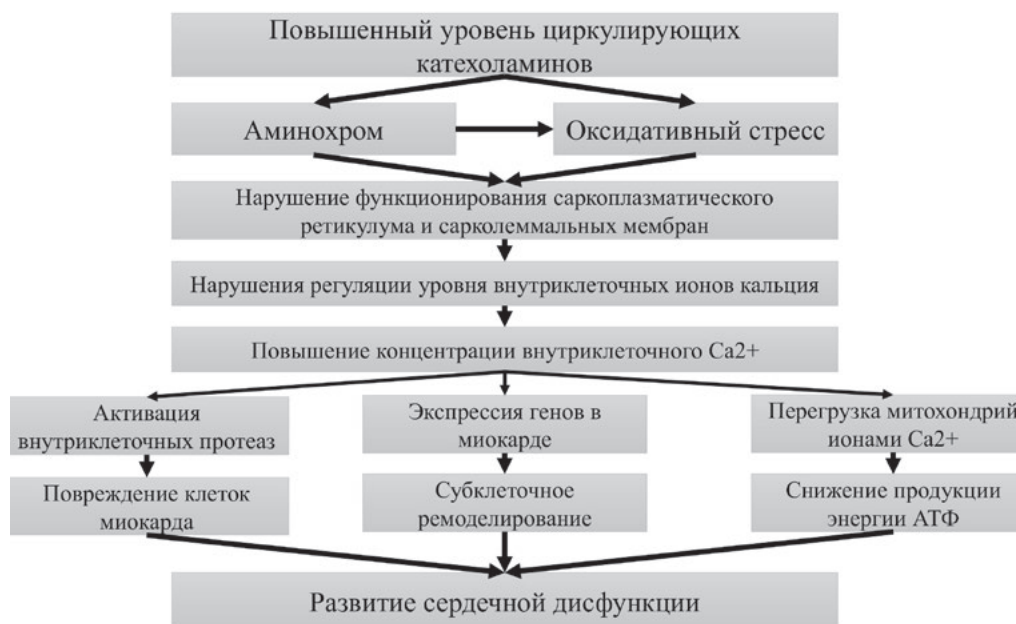 Повышенный уровень циркулирующих
катехоламинов
Аминохром
Оксидативный стресс
Нарушение функционирования саркоплазматического
ретикулума и сарколеммальных мембран
Нарушения регуляции уровня внутриклеточных ионов кальция
Повышение концентрации внутриклеточного Ca2+
Активация
внутриклеточных протеаз
Экспрессия генов в
миокарде
Перегрузка митохондрий
ионами Ca2+
Повреждение клеток
миокарда
Субклеточное
ремоделирование
Снижение продукции
энергии АТФ
Развитие сердечной дисфункции